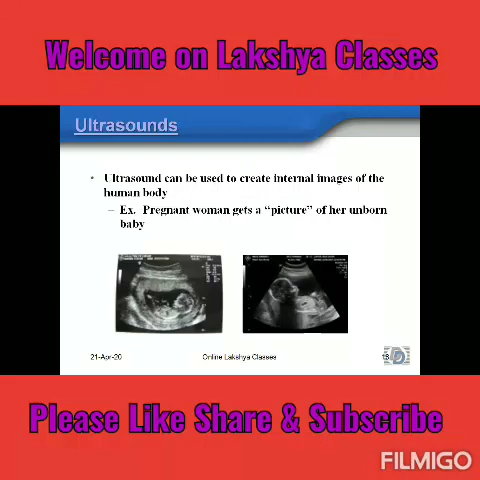 Welcome on Lakshya Classes
Ultrasounds
• Ultrasound can be used to create internal images of the
human body
– Ex. Pregnant woman gets a “picture” of her unborn
baby
21-Apr-20 Online Lakshya Classes
Please Like Share & Subscribe
FILMIGO